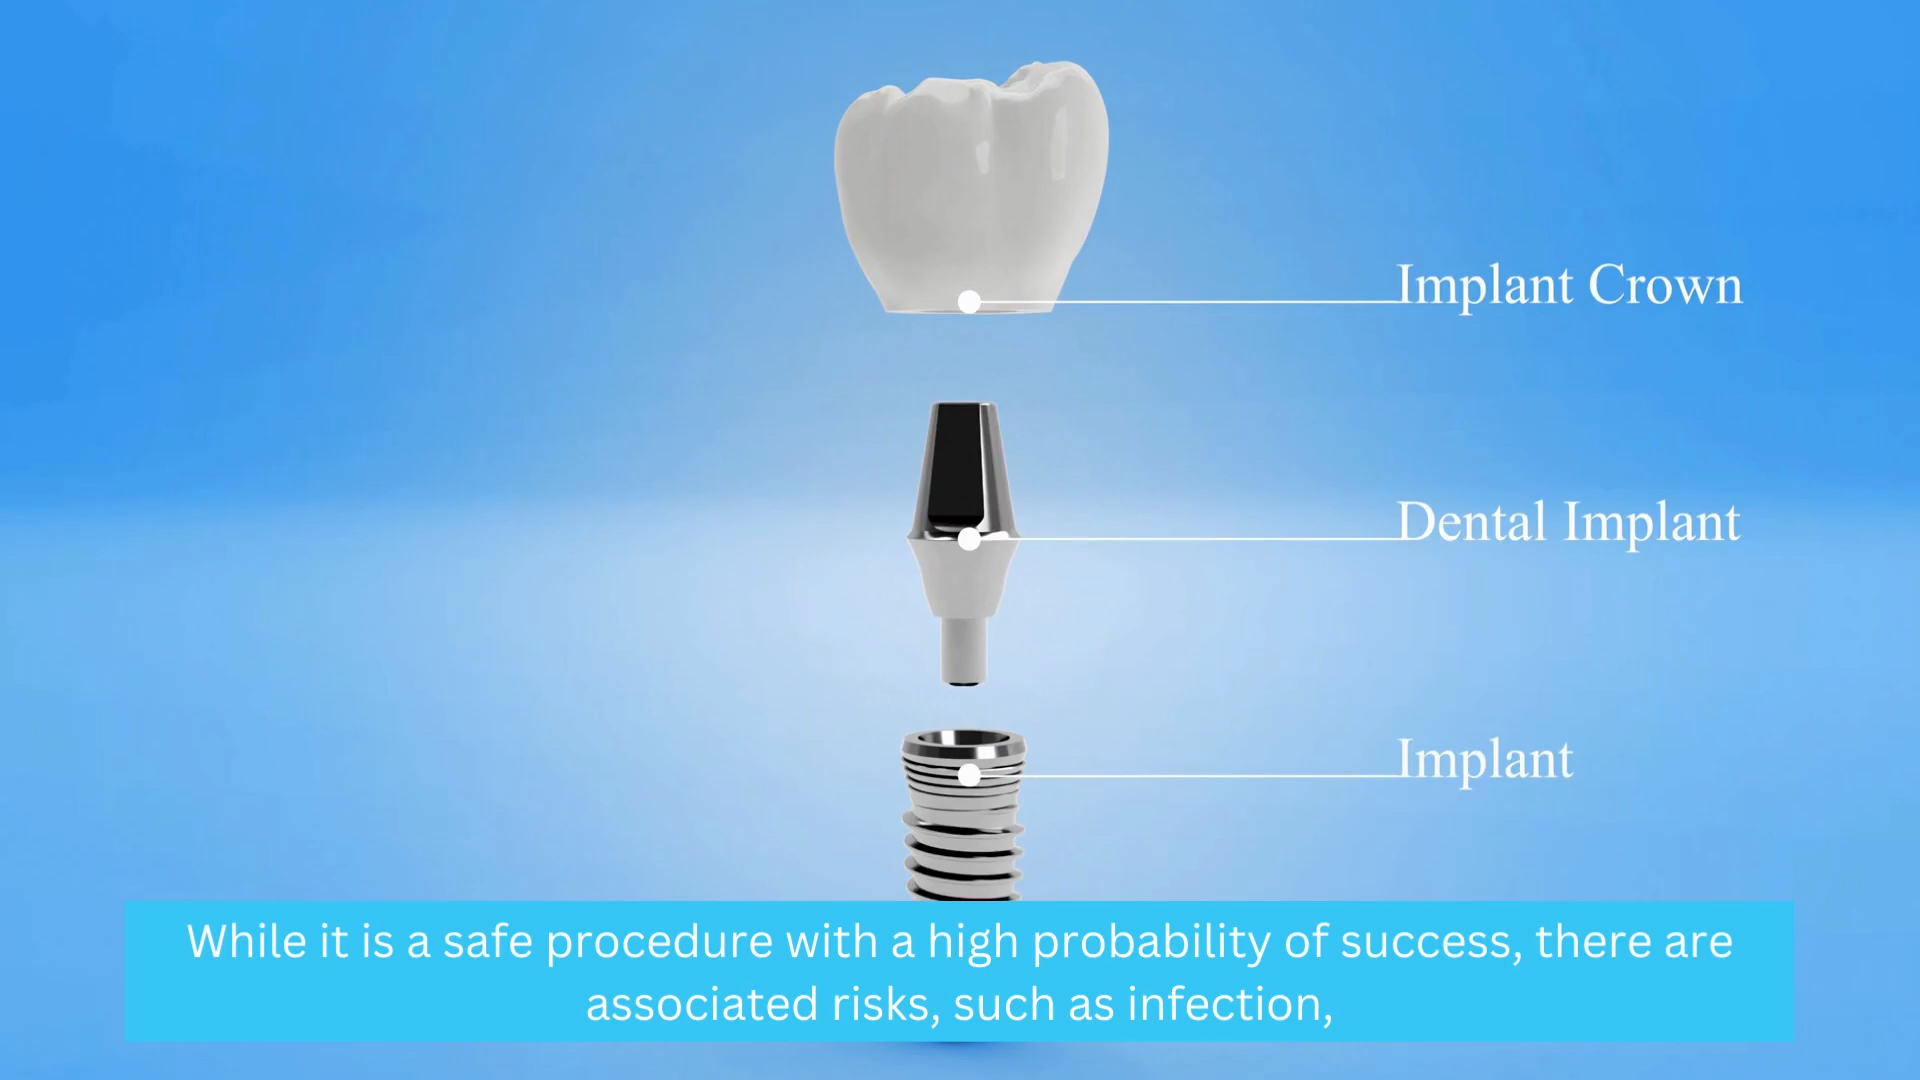 Implant Crown
Dental Implant
Implant
While it is a safe procedure with a high probability of success, there are
associated risks, such as infection,